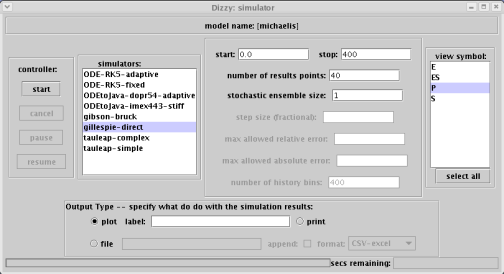 Dizzy: simulator
model name: [michaelis]
controller:
start
cancel
pause
resume
simulators:
ODE-RK5-adaptive
ODE-RK5-fixed
ODEtoJava-dopr54-adaptive
ODEtoJava-imex443-stiff
gibson-bruck
gillespie-direct
tauleap-complex
tauleap-simple
start: 0.0 stop: 400
number of results points: 40
stochastic ensemble size: 1
step size (fractional):
max allowed relative error:
max allowed absolute error:
number of history bins: 400
view symbol:
E
ES
P
S
select all
Output Type -- specify what do do with the simulation results:
plot label: print
file append: format: CSV-excel
secs remaining: